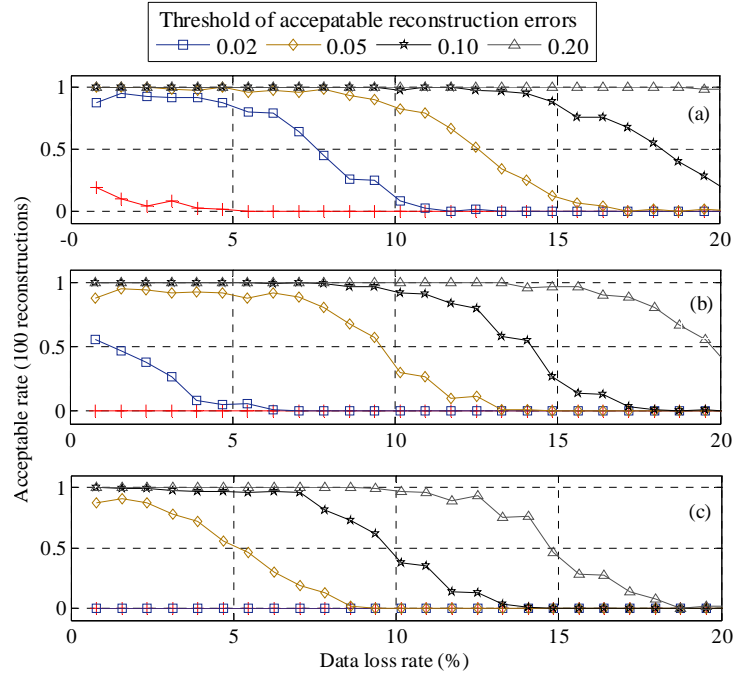 Threshold of accepatable reconstruction errors
0.02 0.05 0.10 0.20
Acceptable rate (100 reconstructions)
1
0.5
0
(a)
-0 5 10 15 20
1
0.5
0
(b)
0 5 10 15 20
1
0.5
0
(c)
0 5 10 15 20
Data loss rate (%)